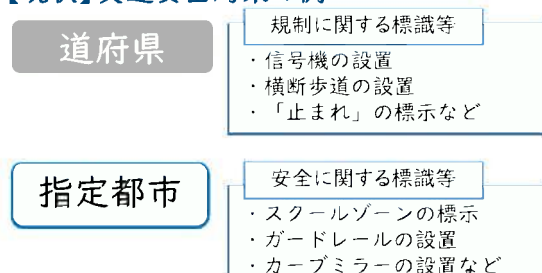 道府県
規制に関する標識等
・信号機の設置
・横断歩道の設置
・「止まれ」の標示など
指定都市
安全に関する標識等
・スクールゾーンの標示
・ガードレールの設置
・カーブミラーの設置など